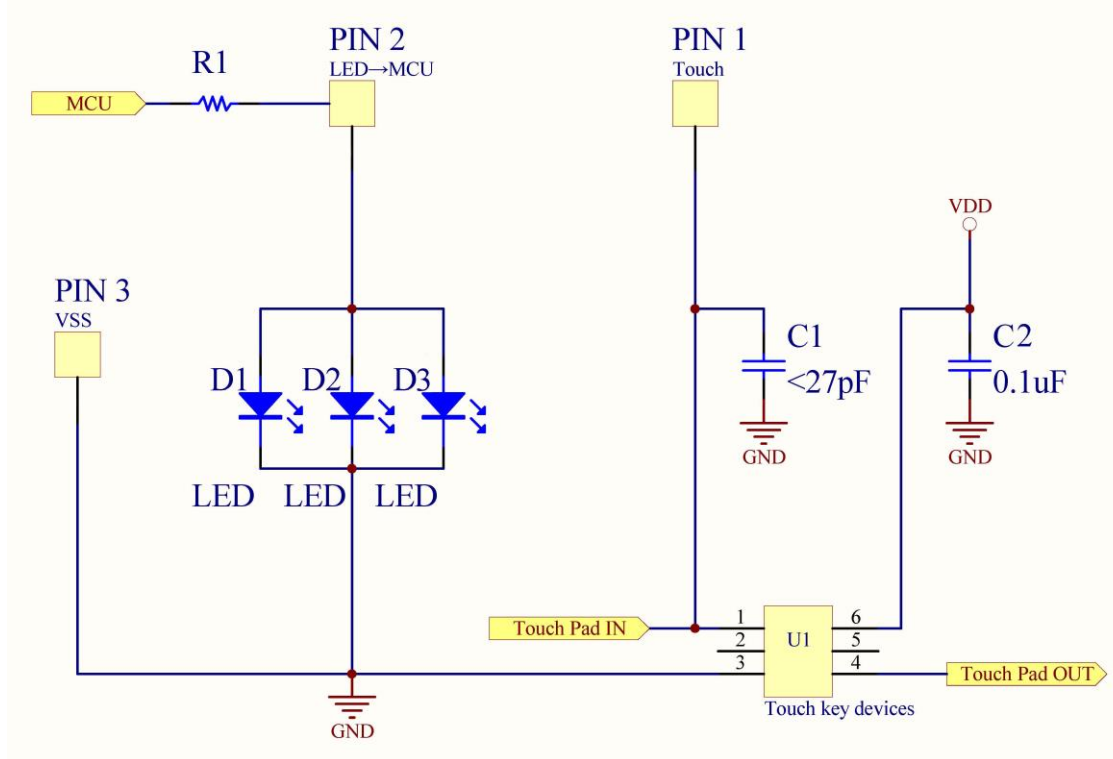 PIN 2
LED→MCU
R1
MCU
PIN 1
Touch
VDD
PIN 3
VSS
C1
<27pF
GND
C2
0.1uF
GND
D1
D2
D3
LED
LED
LED
Touch Pad IN
1
2
3
U1
6
5
4
Touch Pad OUT
Touch key devices
GND